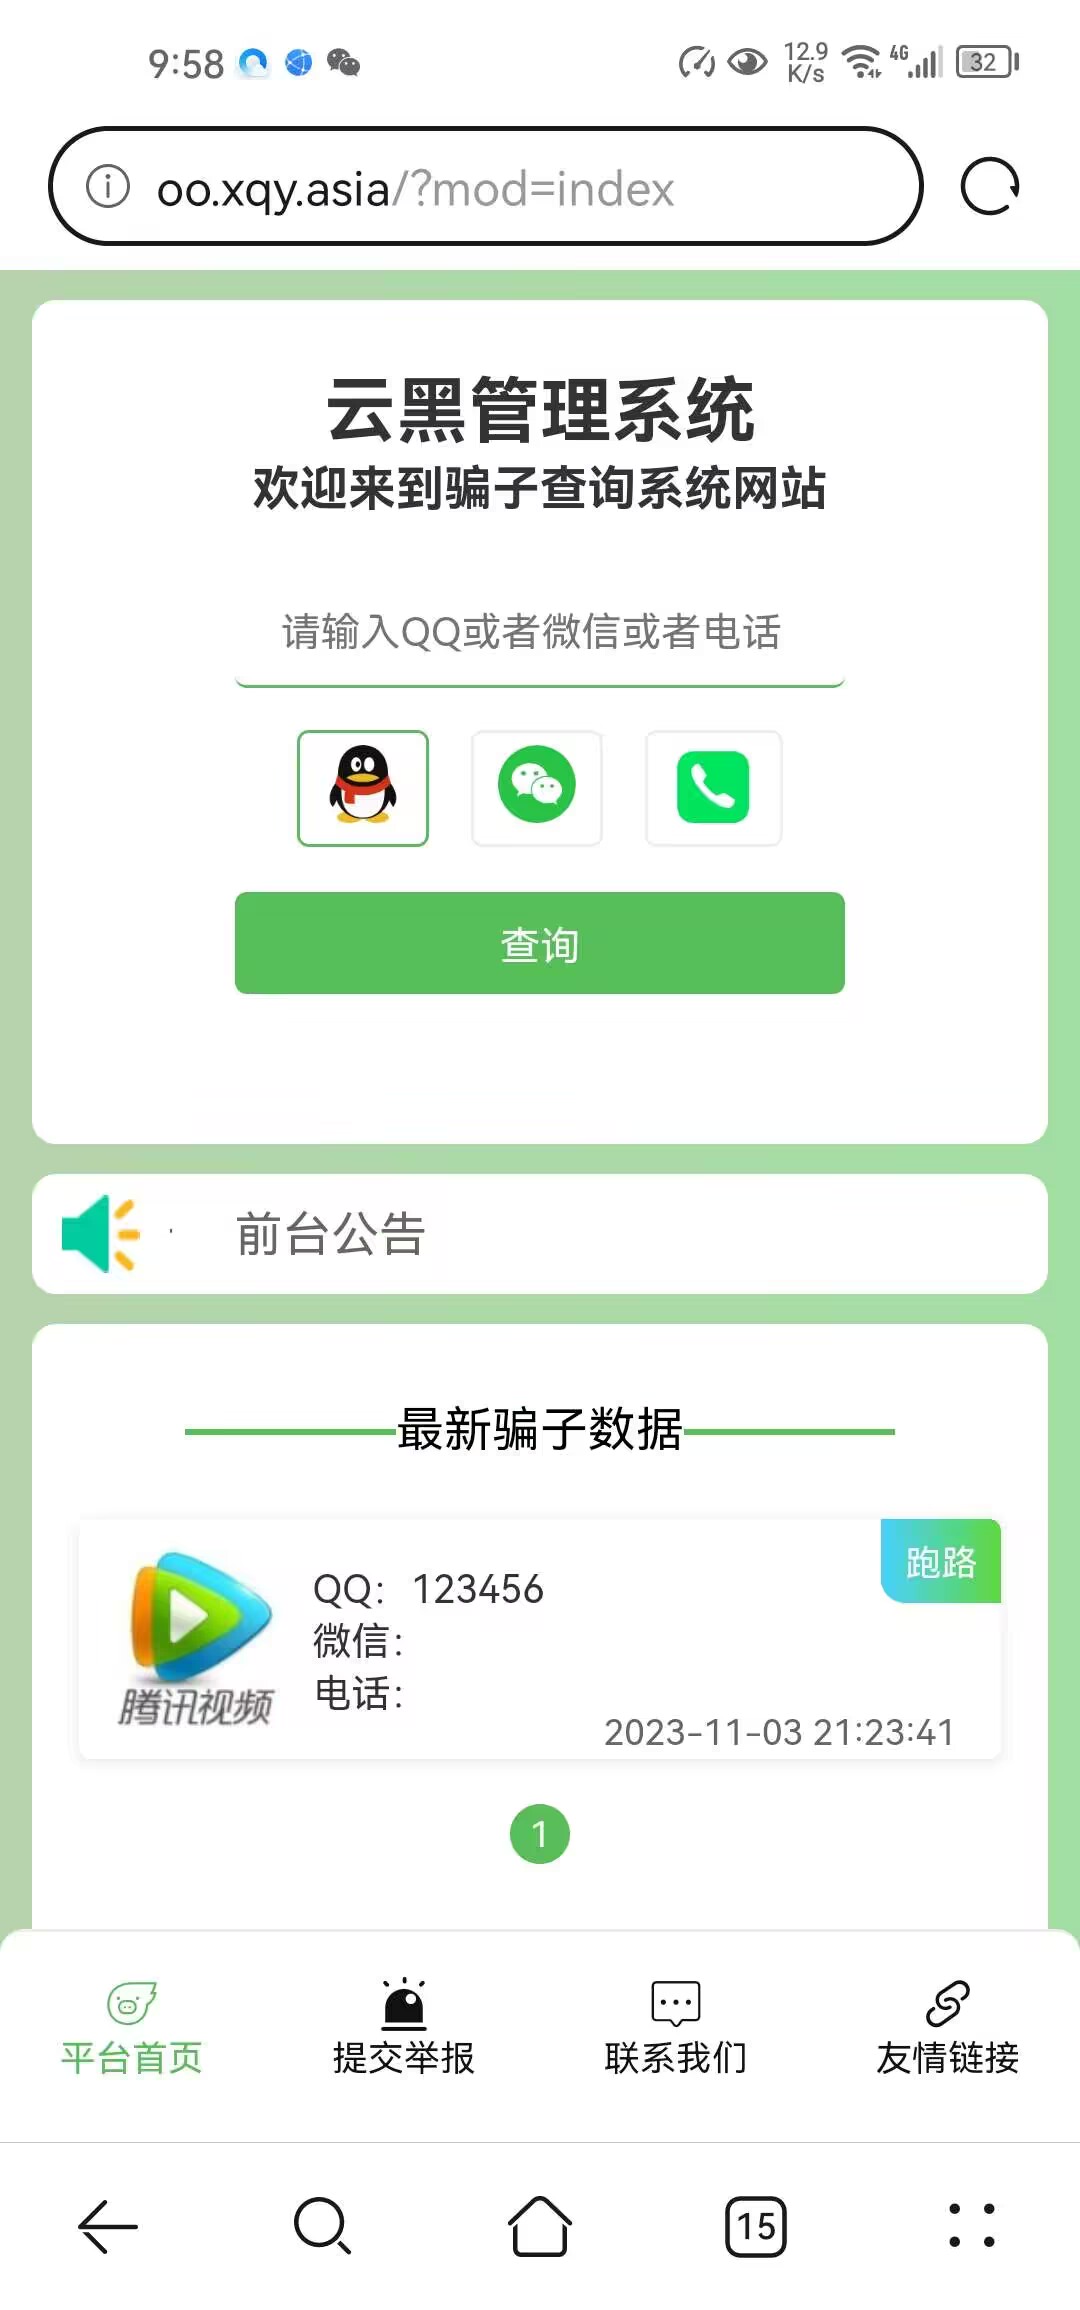 9:58
12.9
K/s
4G
32
oo.xqy.asia/?mod=index
云黑管理系统
欢迎来到骗子查询系统网站
请输入QQ或者微信或者电话
查询
前台公告
最新骗子数据
跑路
QQ：123456
微信：
电话：
腾讯视频
2023-11-03 21:23:41
1
平台首页
提交举报
联系我们
友情链接
15